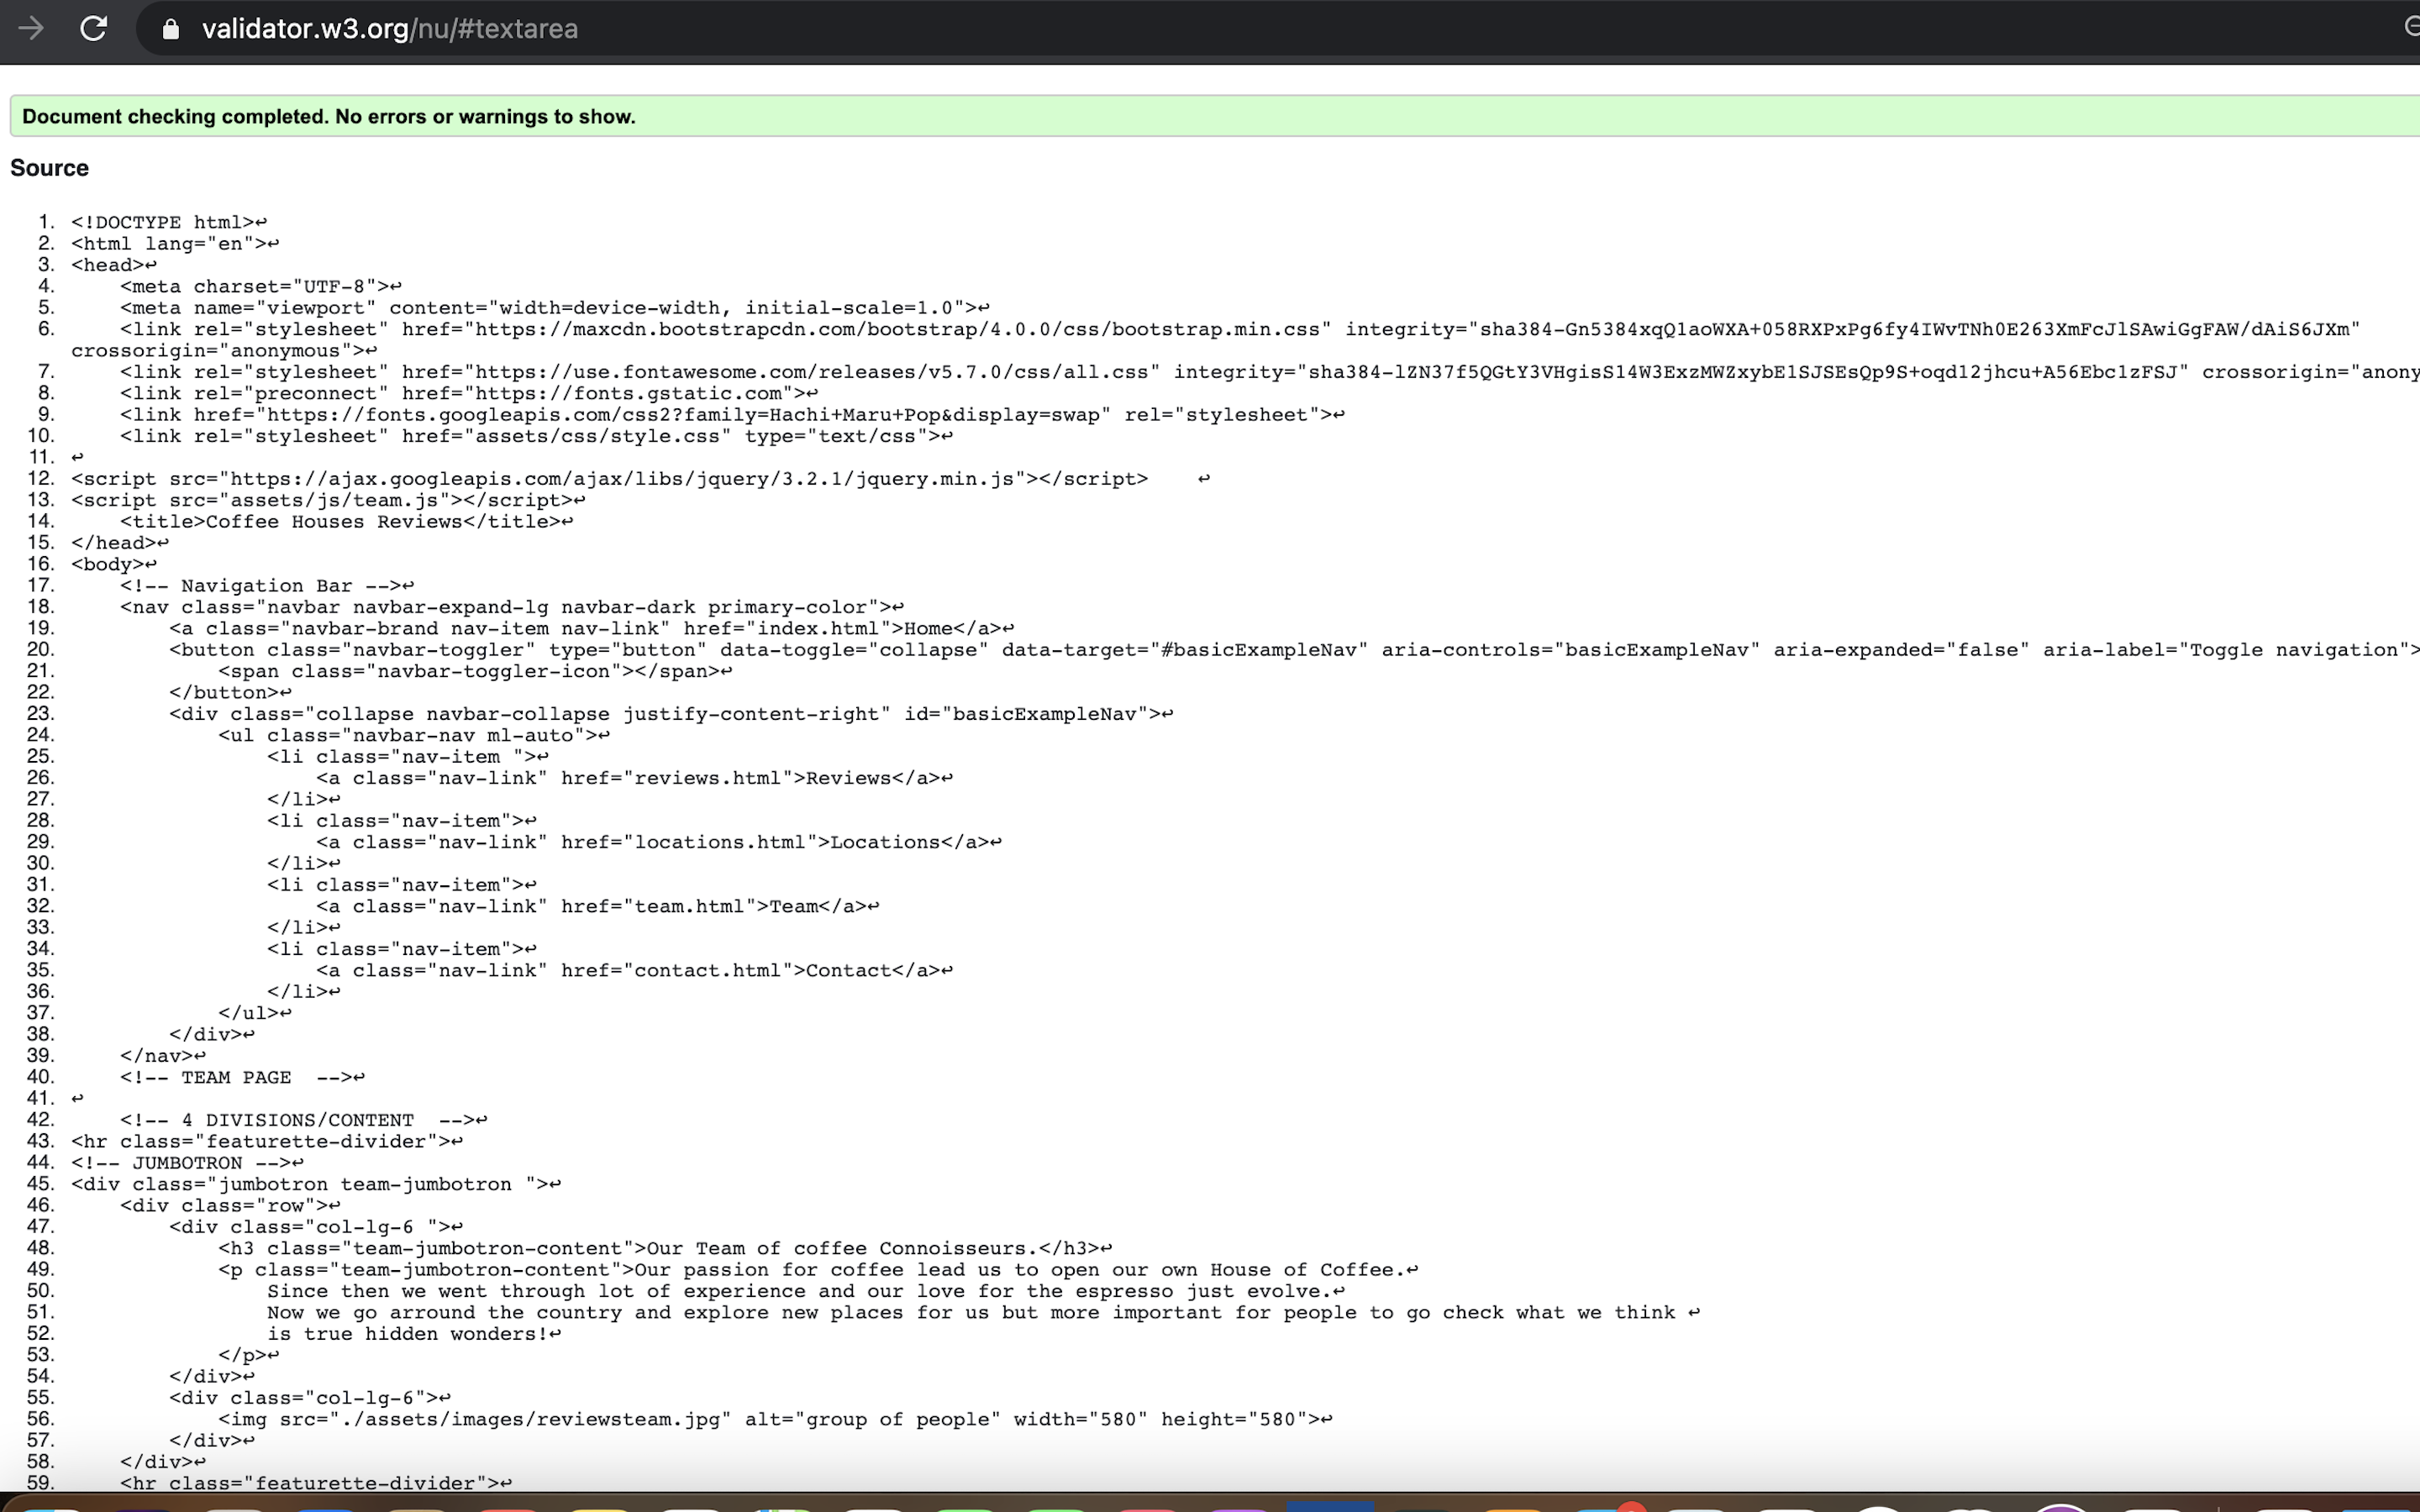 validator.w3.org/nu/#textarea
Document checking completed. No errors or warnings to show.
Source
1. <!DOCTYPE html>↩
2. <html lang="en">↩
3. <head>↩
4.     <meta charset="UTF-8">↩
5.     <meta name="viewport" content="width=device-width, initial-scale=1.0">↩
6.     <link rel="stylesheet" href="https://maxcdn.bootstrapcdn.com/bootstrap/4.0.0/css/bootstrap.min.css" integrity="sha384-Gn5384xqQ1aoWXA+058RXPxPg6fy4IWvTNh0E263XmFcJlSAwiGgFAW/dAiS6JXm"
crossorigin="anonymous">↩
7.     <link rel="stylesheet" href="https://use.fontawesome.com/releases/v5.7.0/css/all.css" integrity="sha384-lZN37f5QGtY3VHgisS14W3ExzMWZxybE1SJSEsQp9S+oqd12jhcu+A56Ebc1zFSJ" crossorigin="anony
8.     <link rel="preconnect" href="https://fonts.gstatic.com">↩
9.     <link href="https://fonts.googleapis.com/css2?family=Hachi+Maru+Pop&display=swap" rel="stylesheet">↩
10.     <link rel="stylesheet" href="assets/css/style.css" type="text/css">↩
11. ↩
12. <script src="https://ajax.googleapis.com/ajax/libs/jquery/3.2.1/jquery.min.js"></script>    ↩
13. <script src="assets/js/team.js"></script>↩
14.     <title>Coffee Houses Reviews</title>↩
15. </head>↩
16. <body>↩
17.     <!-- Navigation Bar -->↩
18.     <nav class="navbar navbar-expand-lg navbar-dark primary-color">↩
19.         <a class="navbar-brand nav-item nav-link" href="index.html">Home</a>↩
20.         <button class="navbar-toggler" type="button" data-toggle="collapse" data-target="#basicExampleNav" aria-controls="basicExampleNav" aria-expanded="false" aria-label="Toggle navigation">
21.             <span class="navbar-toggler-icon"></span>↩
22.         </button>↩
23.         <div class="collapse navbar-collapse justify-content-right" id="basicExampleNav">↩
24.             <ul class="navbar-nav ml-auto">↩
25.                 <li class="nav-item ">↩
26.                     <a class="nav-link" href="reviews.html">Reviews</a>↩
27.                 </li>↩
28.                 <li class="nav-item">↩
29.                     <a class="nav-link" href="locations.html">Locations</a>↩
30.                 </li>↩
31.                 <li class="nav-item">↩
32.                     <a class="nav-link" href="team.html">Team</a>↩
33.                 </li>↩
34.                 <li class="nav-item">↩
35.                     <a class="nav-link" href="contact.html">Contact</a>↩
36.                 </li>↩
37.             </ul>↩
38.         </div>↩
39.     </nav>↩
40.     <!-- TEAM PAGE  -->↩
41. ↩
42.     <!-- 4 DIVISIONS/CONTENT  -->↩
43. <hr class="featurette-divider">↩
44. <!-- JUMBOTRON -->↩
45. <div class="jumbotron team-jumbotron ">↩
46.     <div class="row">↩
47.         <div class="col-lg-6 ">↩
48.             <h3 class="team-jumbotron-content">Our Team of coffee Connoisseurs.</h3>↩
49.             <p class="team-jumbotron-content">Our passion for coffee lead us to open our own House of Coffee.↩
50.                 Since then we went through lot of experience and our love for the espresso just evolve.↩
51.                 Now we go arround the country and explore new places for us but more important for people to go check what we think ↩
52.                 is true hidden wonders!↩
53.             </p>↩
54.         </div>↩
55.         <div class="col-lg-6">↩
56.             <img src="./assets/images/reviewsteam.jpg" alt="group of people" width="580" height="580">↩
57.         </div>↩
58.     </div>↩
59.     <hr class="featurette-divider">↩